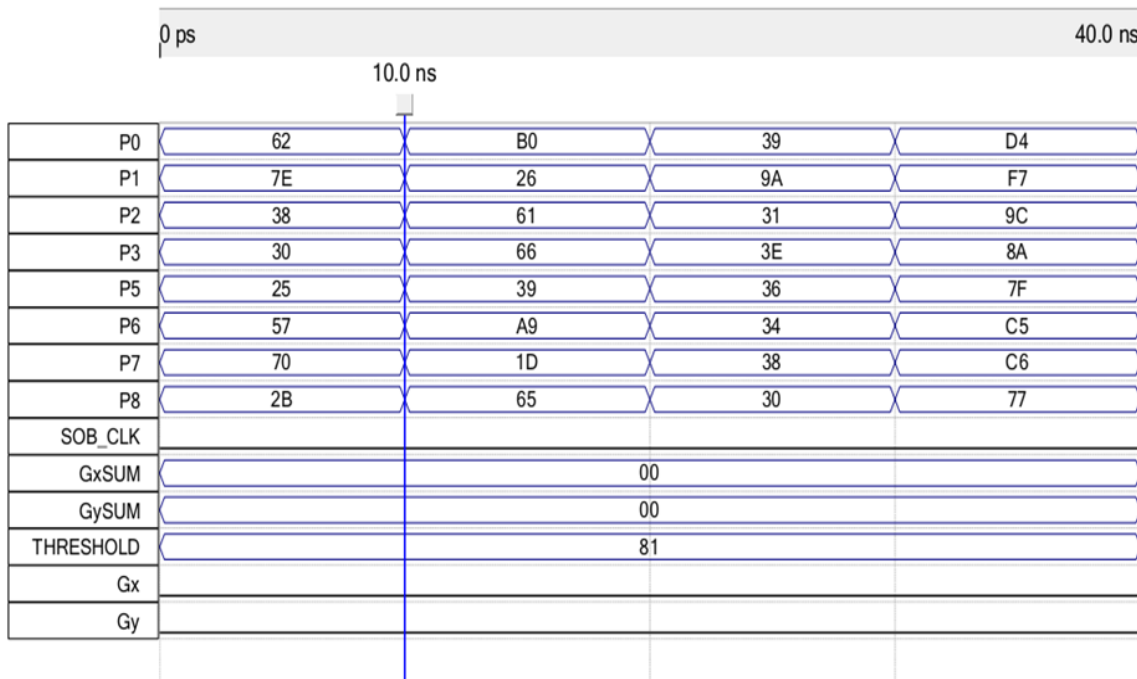 0 ps 40.0 ns
10.0 ns
P0 62 B0 39 D4
P1 7E 26 9A F7
P2 38 61 31 9C
P3 30 66 3E 8A
P5 25 39 36 7F
P6 57 A9 34 C5
P7 70 1D 38 C6
P8 2B 65 30 77
SOB_CLK
GxSUM 00
GySUM 00
THRESHOLD 81
Gx
Gy